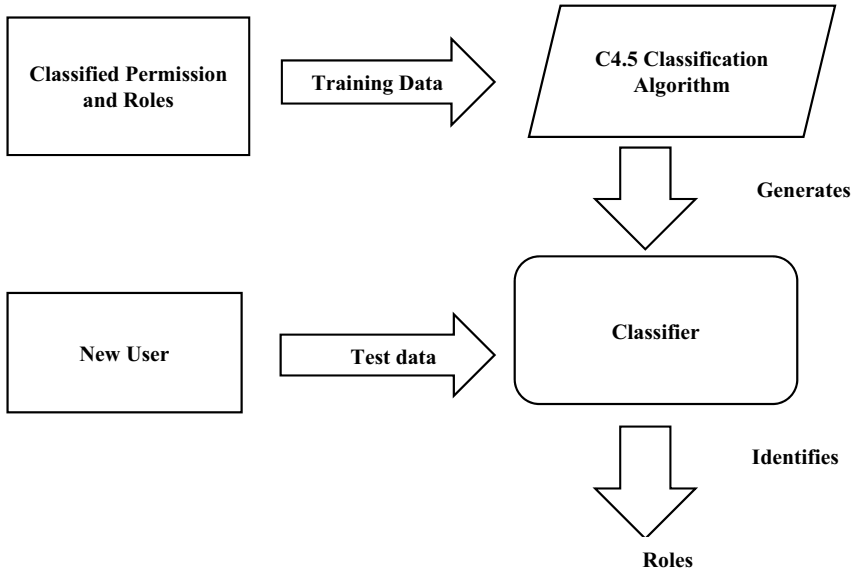 Classified Permission
and Roles
Training Data
C4.5 Classification
Algorithm
Generates
New User
Test data
Classifier
Identifies
Roles